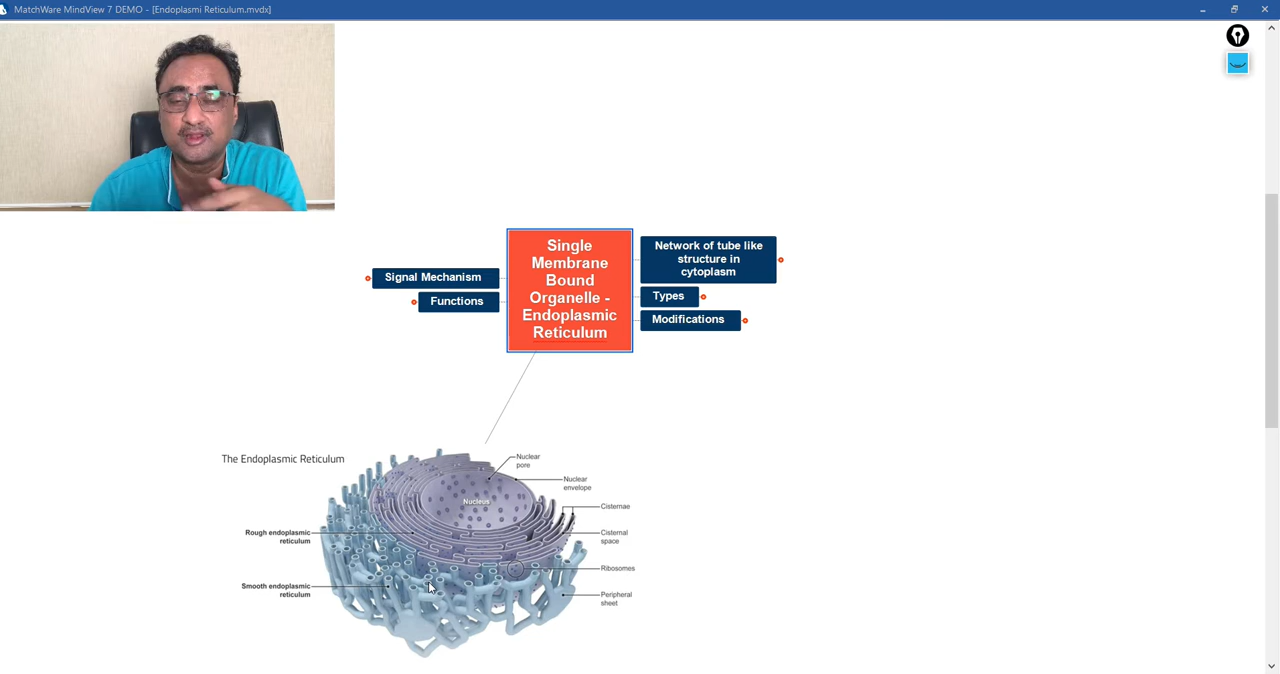 MatchWare MindView 7 DEMO - [Endoplasmi Reticulum.mvdx]
Single
Membrane
Bound
Organelle -
Endoplasmic
Reticulum
Signal Mechanism
Functions
Network of tube like
structure in
cytoplasm
Types
Modifications
The Endoplasmic Reticulum
Nuclear
pore
Nuclear
envelope
Nucleus
Cisternae
Rough endoplasmic
reticulum
Cisternal
space
Ribosomes
Smooth endoplasmic
reticulum
Peripheral
sheet